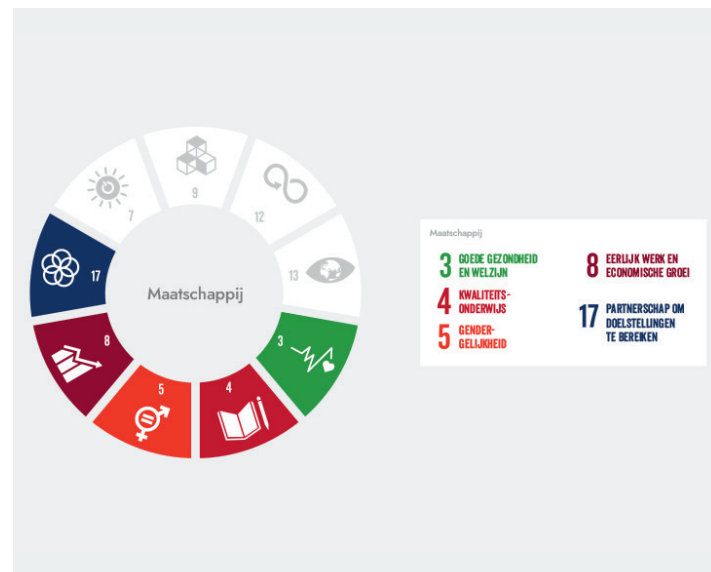 9
7
12
17
13
Maatschappij
8
3
5
4
Maatschappij
3 GOEDE GEZONDHEID
EN WELZIJN
4 KWALITEITS-
ONDERWIJS
5 GENDER-
GELIJKHEID
8 EERLIJK WERK EN
ECONOMISCHE GROEI
17 PARTNERSCHAP OM
DOELSTELLINGEN
TE BEREIKEN